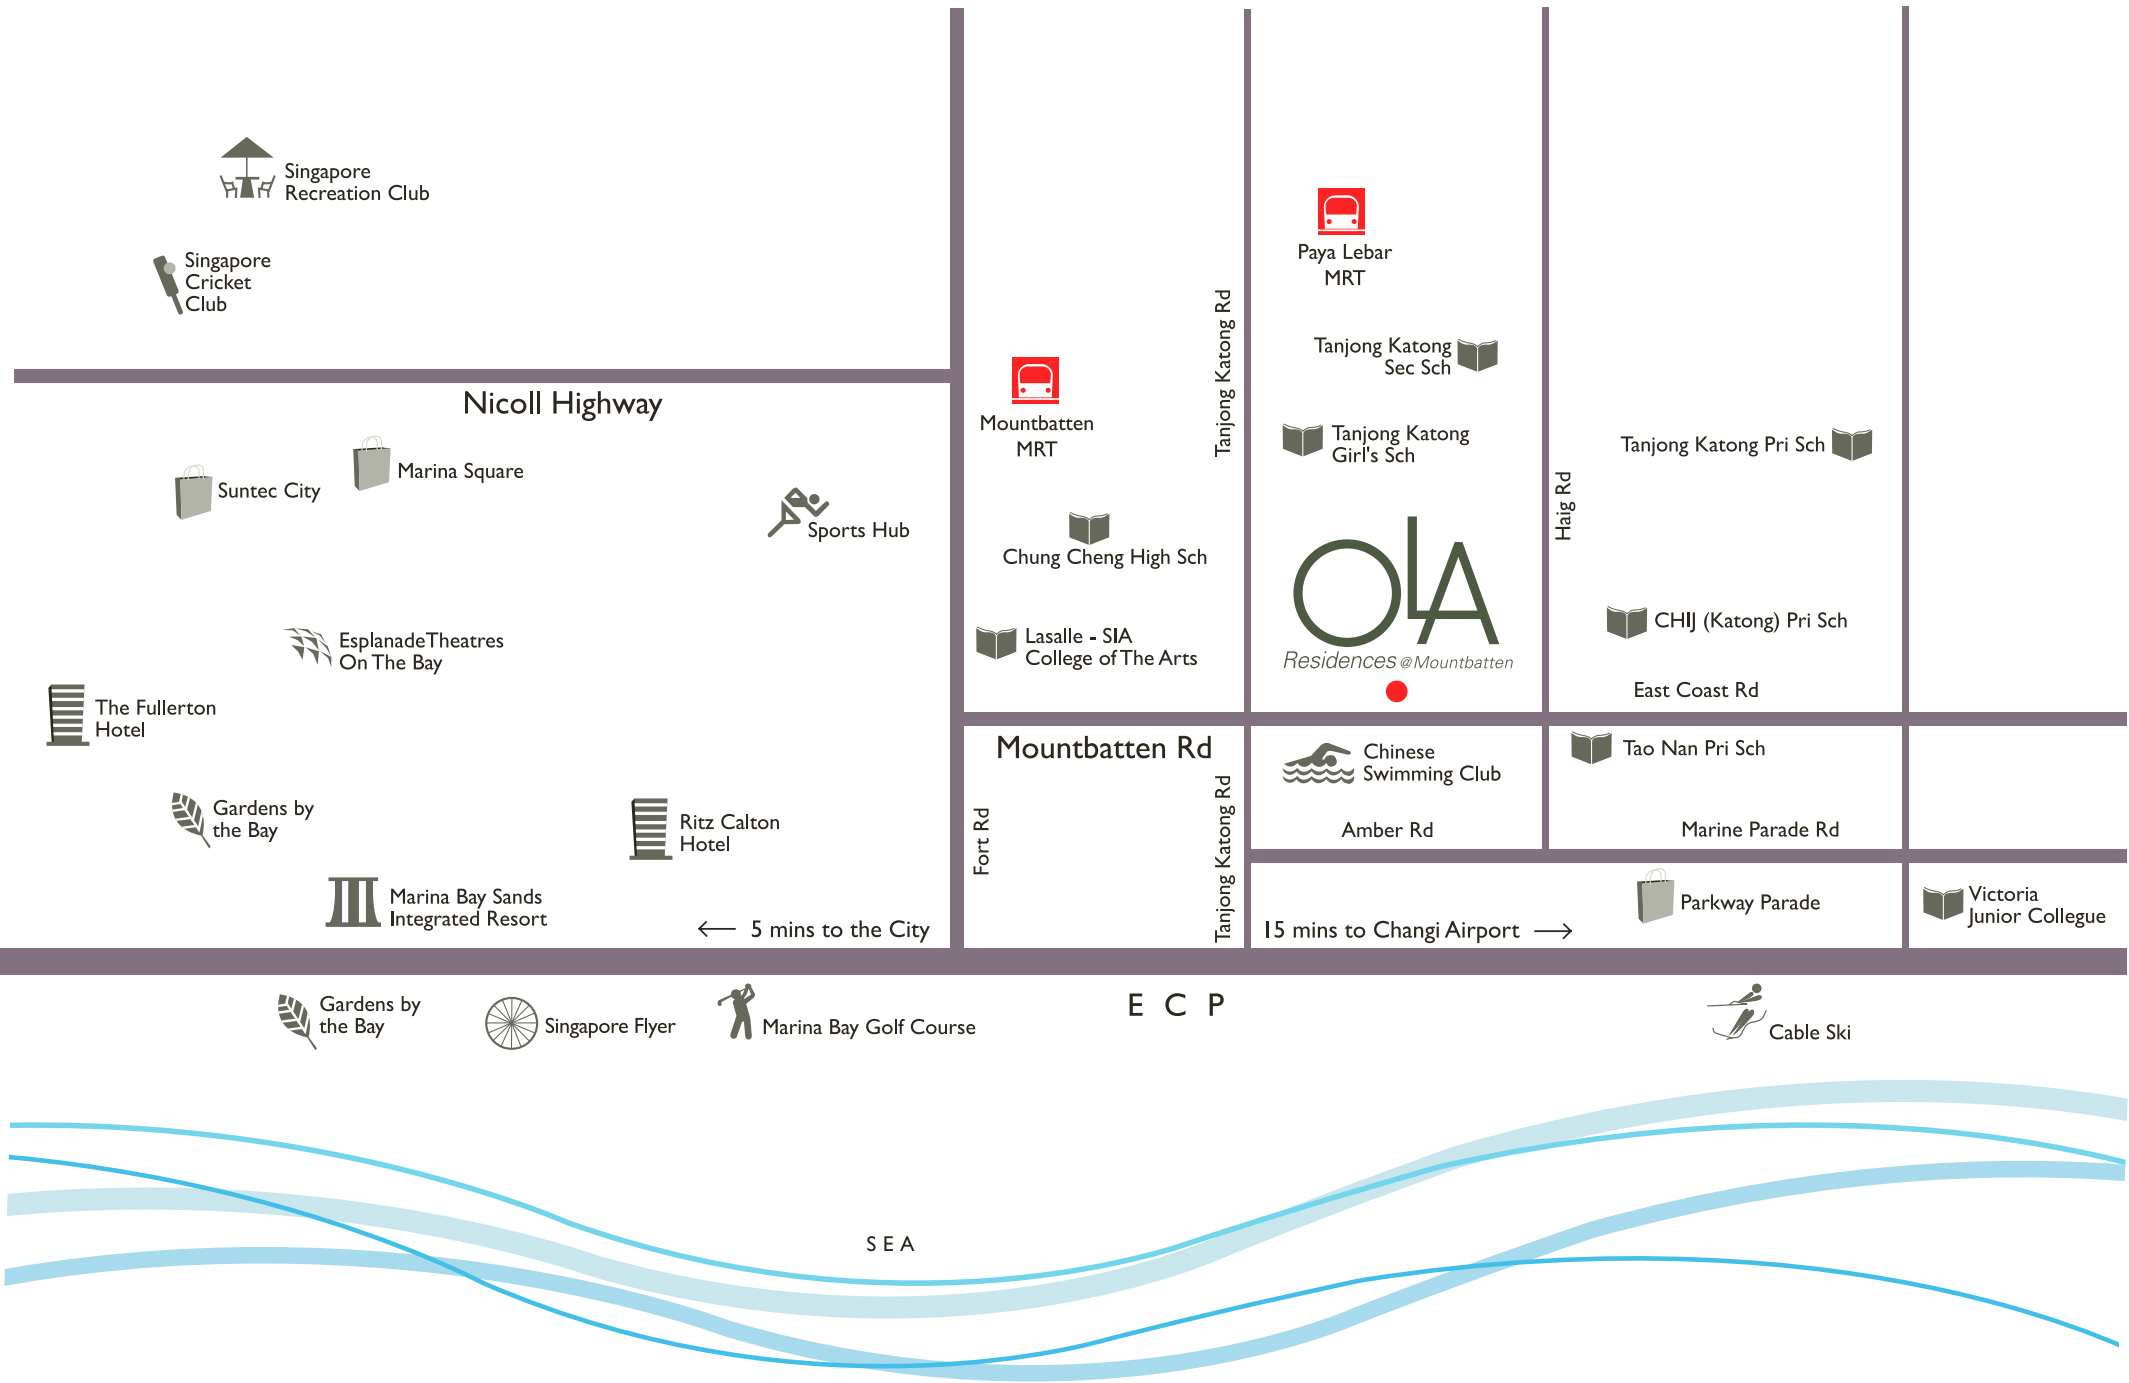 Singapore
Recreation Club
Singapore
Cricket
Club
Nicoll Highway
Suntec City
Marina Square
Sports Hub
Esplanade Theatres
On The Bay
The Fullerton
Hotel
Gardens by
the Bay
Ritz Calton
Hotel
Marina Bay Sands
Integrated Resort
5 mins to the City
Mountbatten
MRT
Chung Cheng High Sch
Lasalle - SIA
College of The Arts
Tanjong Katong Rd
Paya Lebar
MRT
Tanjong Katong
Sec Sch
Tanjong Katong
Girl's Sch
OLA
Residences @ Mountbatten
Haig Rd
Tanjong Katong Pri Sch
CHIJ (Katong) Pri Sch
East Coast Rd
Mountbatten Rd
Fort Rd
Tanjong Katong Rd
Chinese
Swimming Club
Amber Rd
Tao Nan Pri Sch
Marine Parade Rd
15 mins to Changi Airport
Parkway Parade
Victoria
Junior Collegue
Gardens by
the Bay
Singapore Flyer
Marina Bay Golf Course
E C P
Cable Ski
SEA